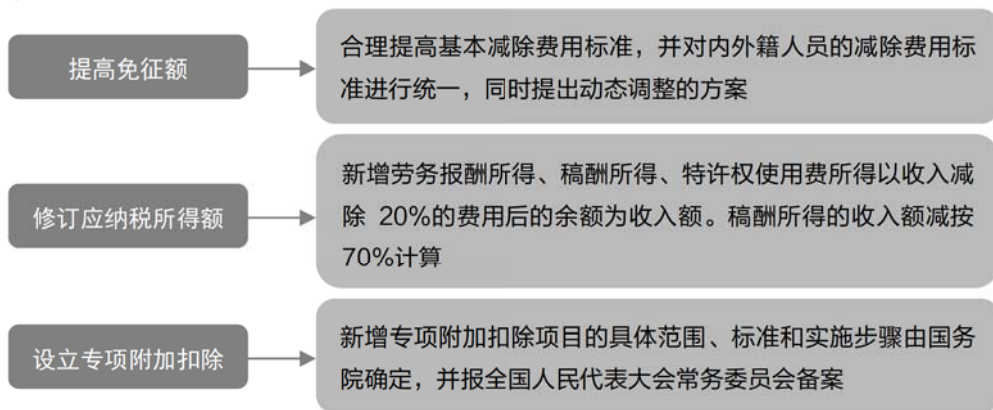 提高免征额
合理提高基本减除费用标准，并对内外籍人员的减除费用标
准进行统一，同时提出动态调整的方案
修订应纳税所得额
新增劳务报酬所得、稿酬所得、特许权使用费所得以收入减
除 20%的费用后的余额为收入额。稿酬所得的收入额减按
70%计算
设立专项附加扣除
新增专项附加扣除项目的具体范围、标准和实施步骤由国务
院确定，并报全国人民代表大会常务委员会备案